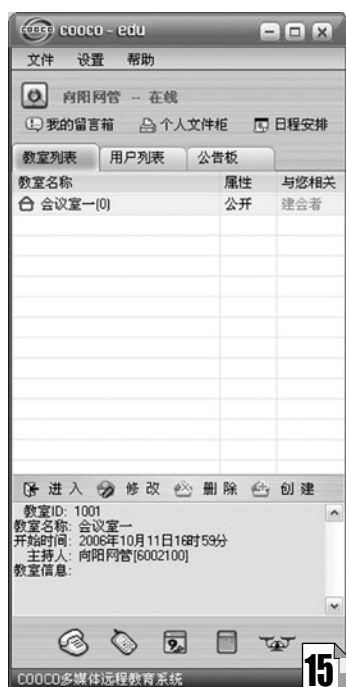 cooco cooco - edu
文件 设置 帮助
向阳网管 -- 在线
我的留言箱 个人文件柜 日程安排
教室列表 用户列表 公告板
教室名称 属性 与您相关
会议室一(0) 公开 建会者
进入 修改 删除 创建
教室ID: 1001
教室名称: 会议室一
开始时间: 2006年10月11日16时59分
主持人: 向阳网管[6002100]
教室信息:
COOCO多媒体远程教育系统
15